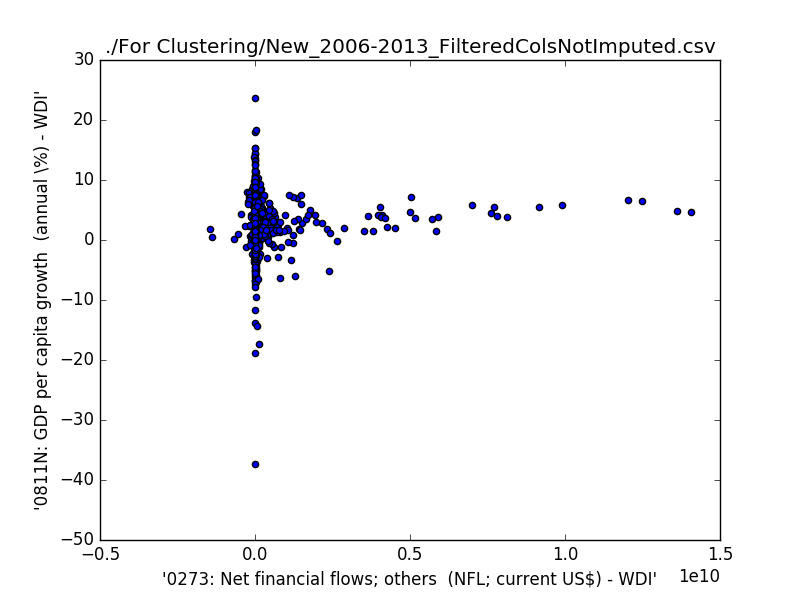 ./For Clustering/New_2006-2013_FilteredColsNotImputed.csv
'0811N: GDP per capita growth  (annual \%) - WDI'
30
20
10
0
−10
−20
−30
−40
−50
−0.5 0.0 0.5 1.0 1.5
1e10
'0273: Net financial flows; others  (NFL; current US$) - WDI'